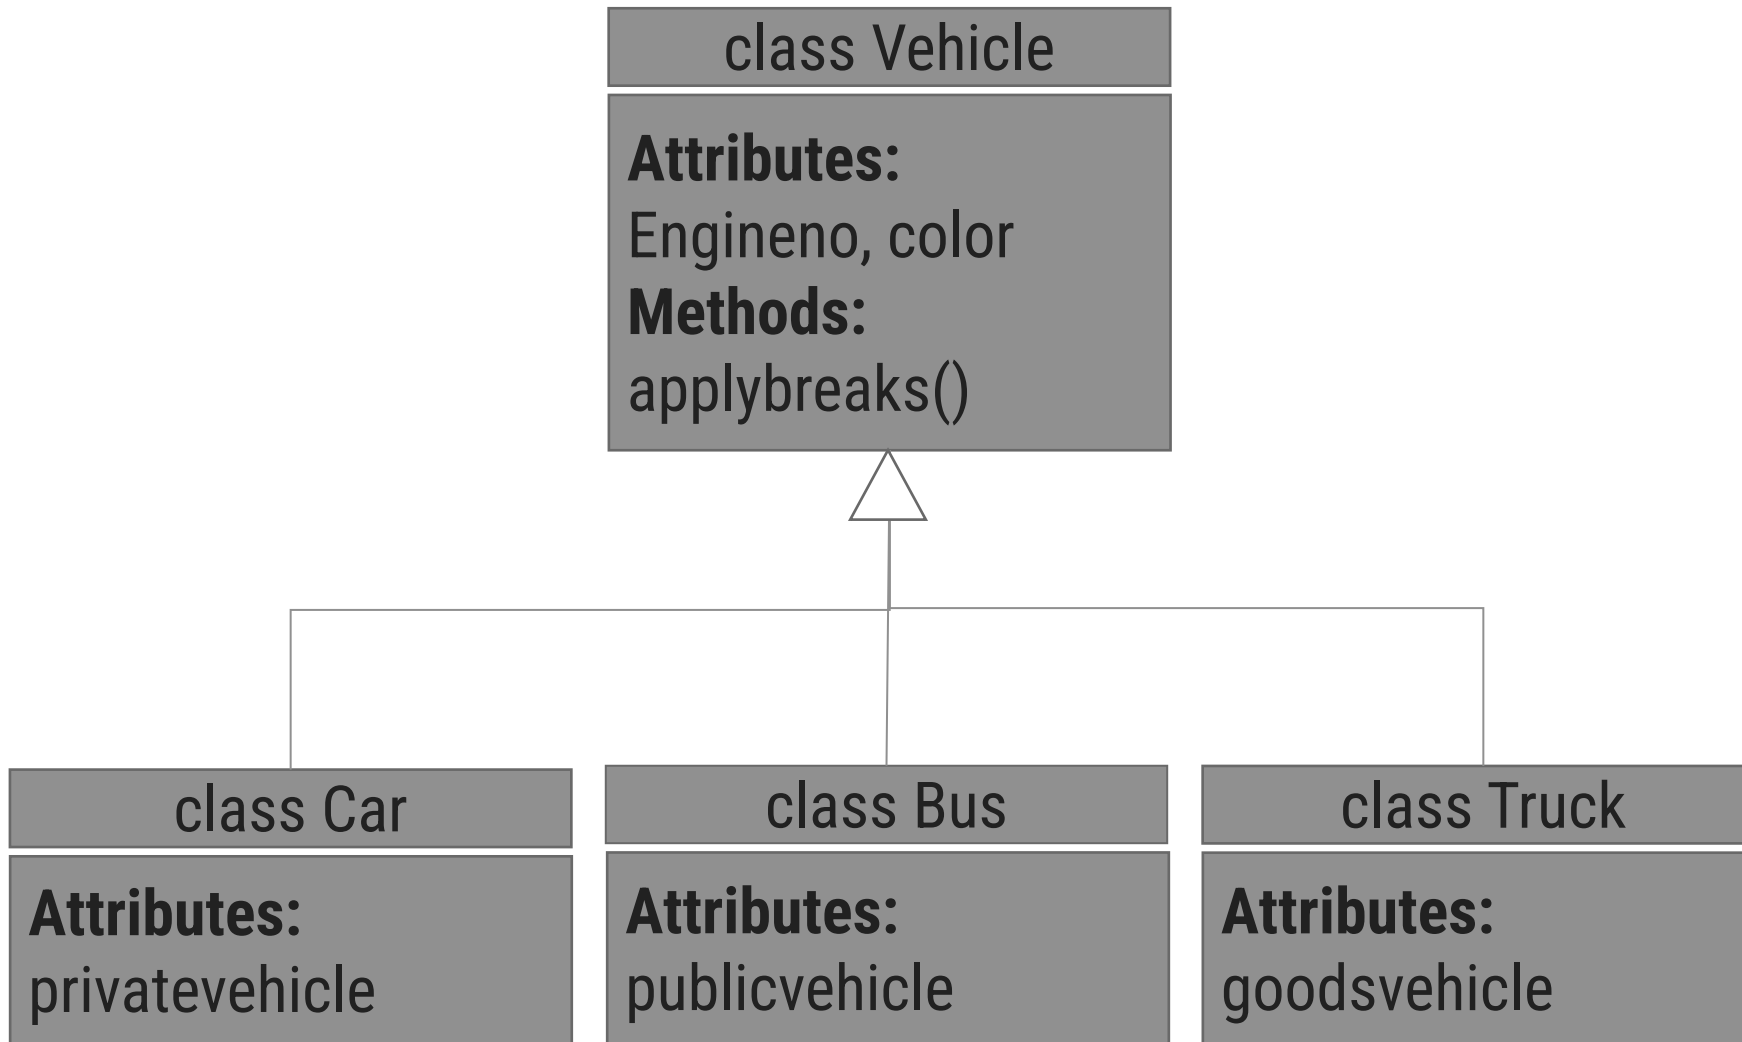 class Vehicle
Attributes:
Engineno, color
Methods:
applybreaks()
class Car
Attributes:
privatevehicle
class Bus
Attributes:
publicvehicle
class Truck
Attributes:
goodsvehicle